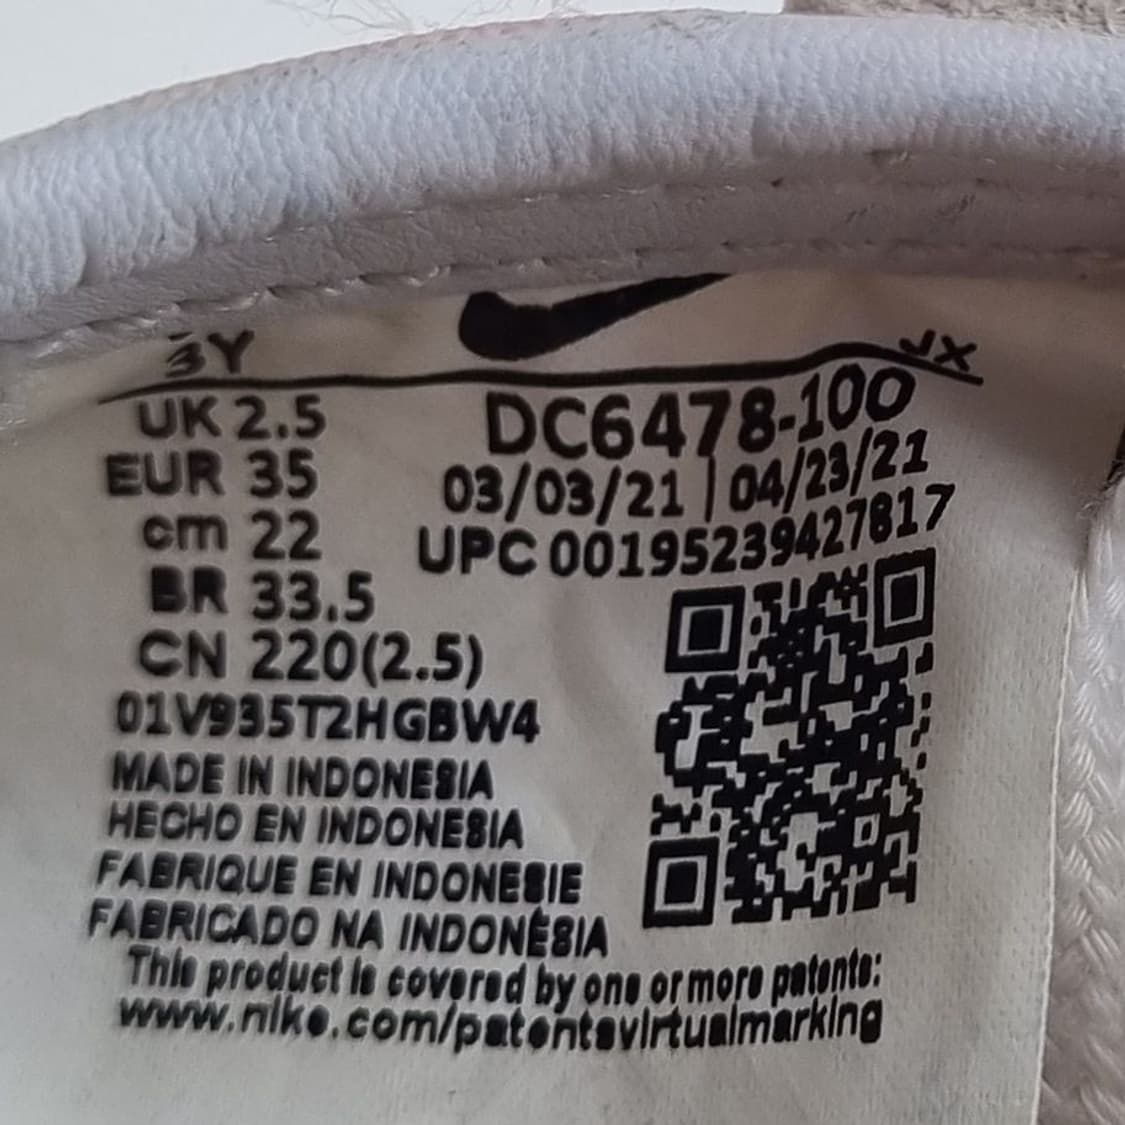 3Y VX
UK 2.5
EUR 35
cm 22
BR 33.5
CN 220(2.5)
DC6478-100
03/03/21 | 04/23/21
UPC 00195239427817
01V935T2HGBW4
MADE IN INDONESIA
HECHO EN INDONESIA
FABRIQUE EN INDONESIE
FABRICADO NA INDONÉSIA
This product is covered by one or more patents:
www.nike.com/patentsvirtualmarking